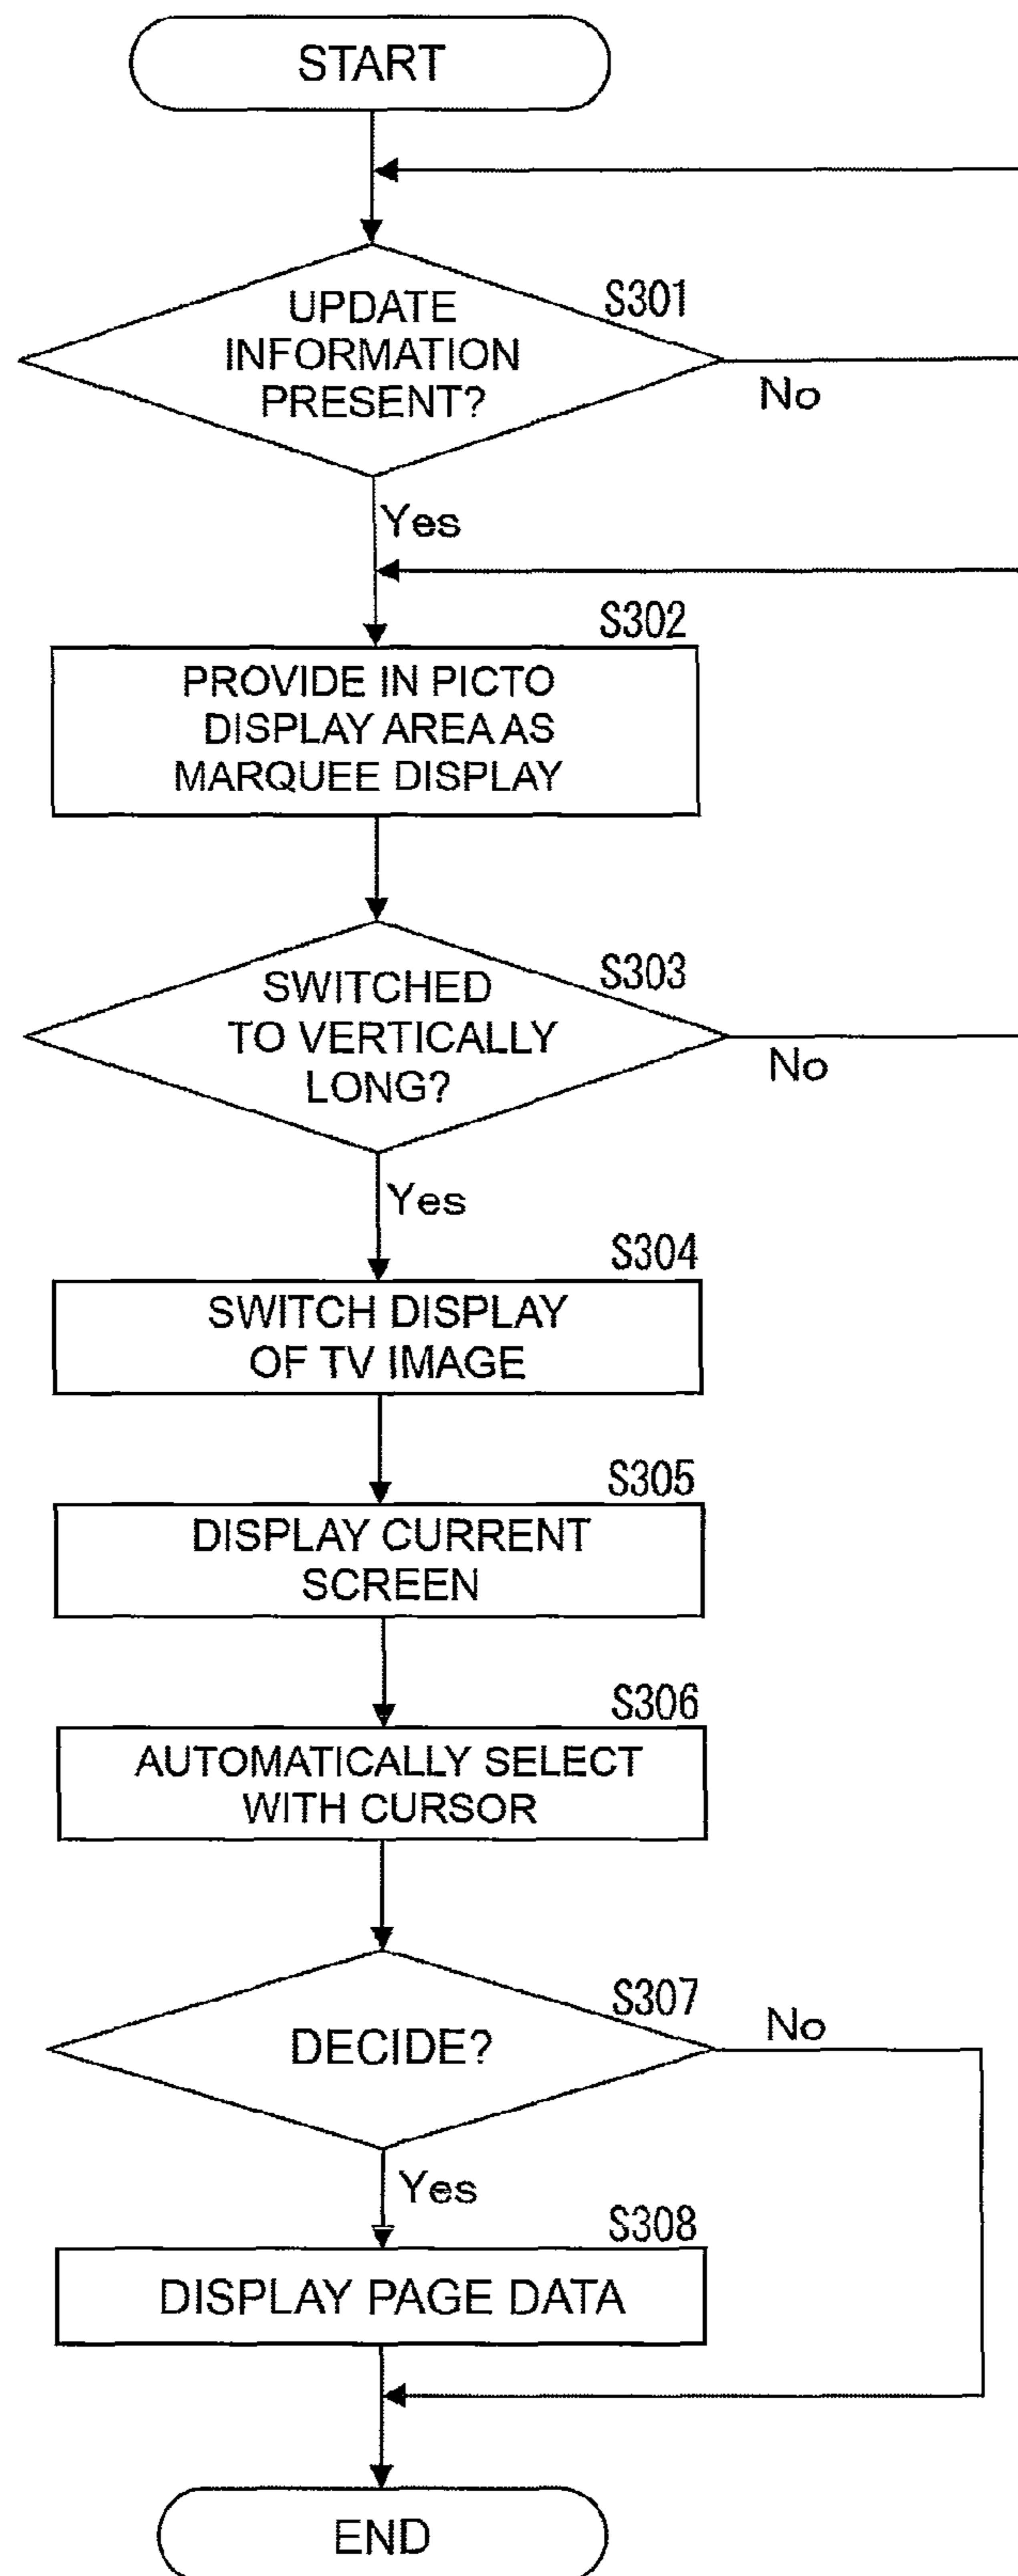 START
S301
UPDATE
INFORMATION
PRESENT?
No
Yes
S302
PROVIDE IN PICTO
DISPLAY AREA AS
MARQUEE DISPLAY
S303
SWITCHED
TO VERTICALLY
LONG?
No
Yes
S304
SWITCH DISPLAY
OF TV IMAGE
S305
DISPLAY CURRENT
SCREEN
S306
AUTOMATICALLY SELECT
WITH CURSOR
S307
DECIDE?
No
Yes
S308
DISPLAY PAGE DATA
END